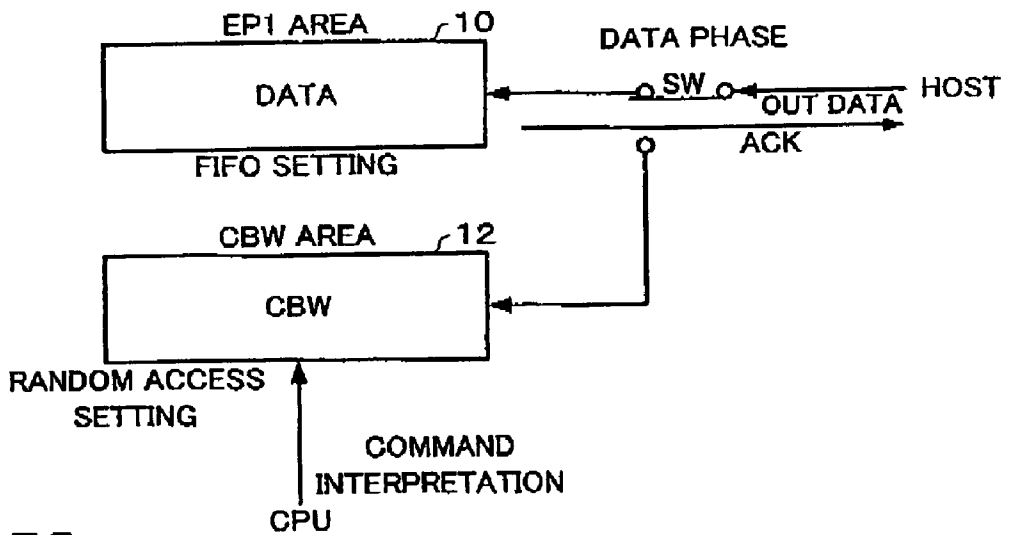 EP1 AREA
10
DATA PHASE
DATA
SW
HOST
OUT DATA
ACK
FIFO SETTING
CBW AREA
12
CBW
RANDOM ACCESS
SETTING
COMMAND
INTERPRETATION
CPU